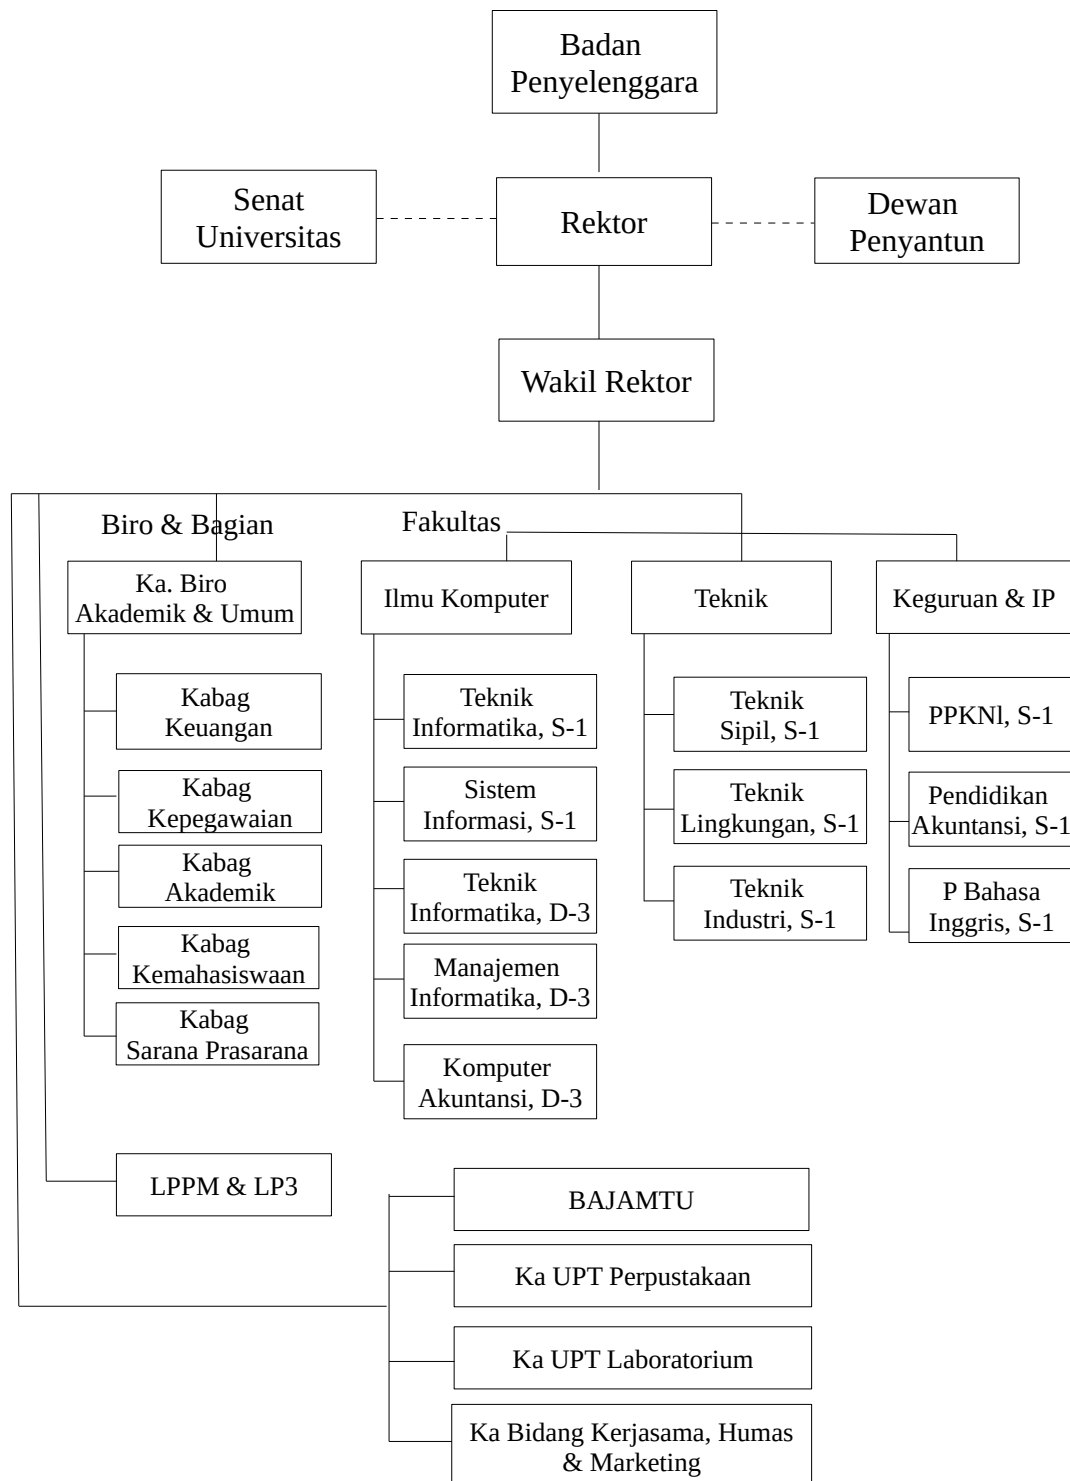 Badan
Penyelenggara
Senat
Universitas
Rektor
Dewan
Penyantun
Wakil Rektor
Biro & Bagian
Fakultas
Ka. Biro
Akademik & Umum
Ilmu Komputer
Teknik
Keguruan & IP
Kabag
Keuangan
Kabag
Kepegawaian
Kabag
Akademik
Kabag
Kemahasiswaan
Kabag
Sarana Prasarana
Teknik
Informatika, S-1
Sistem
Informasi, S-1
Teknik
Informatika, D-3
Manajemen
Informatika, D-3
Komputer
Akuntansi, D-3
Teknik
Sipil, S-1
Teknik
Lingkungan, S-1
Teknik
Industri, S-1
PPKNl, S-1
Pendidikan
Akuntansi, S-1
P Bahasa
Inggris, S-1
LPPM & LP3
BAJAMTU
Ka UPT Perpustakaan
Ka UPT Laboratorium
Ka Bidang Kerjasama, Humas
& Marketing